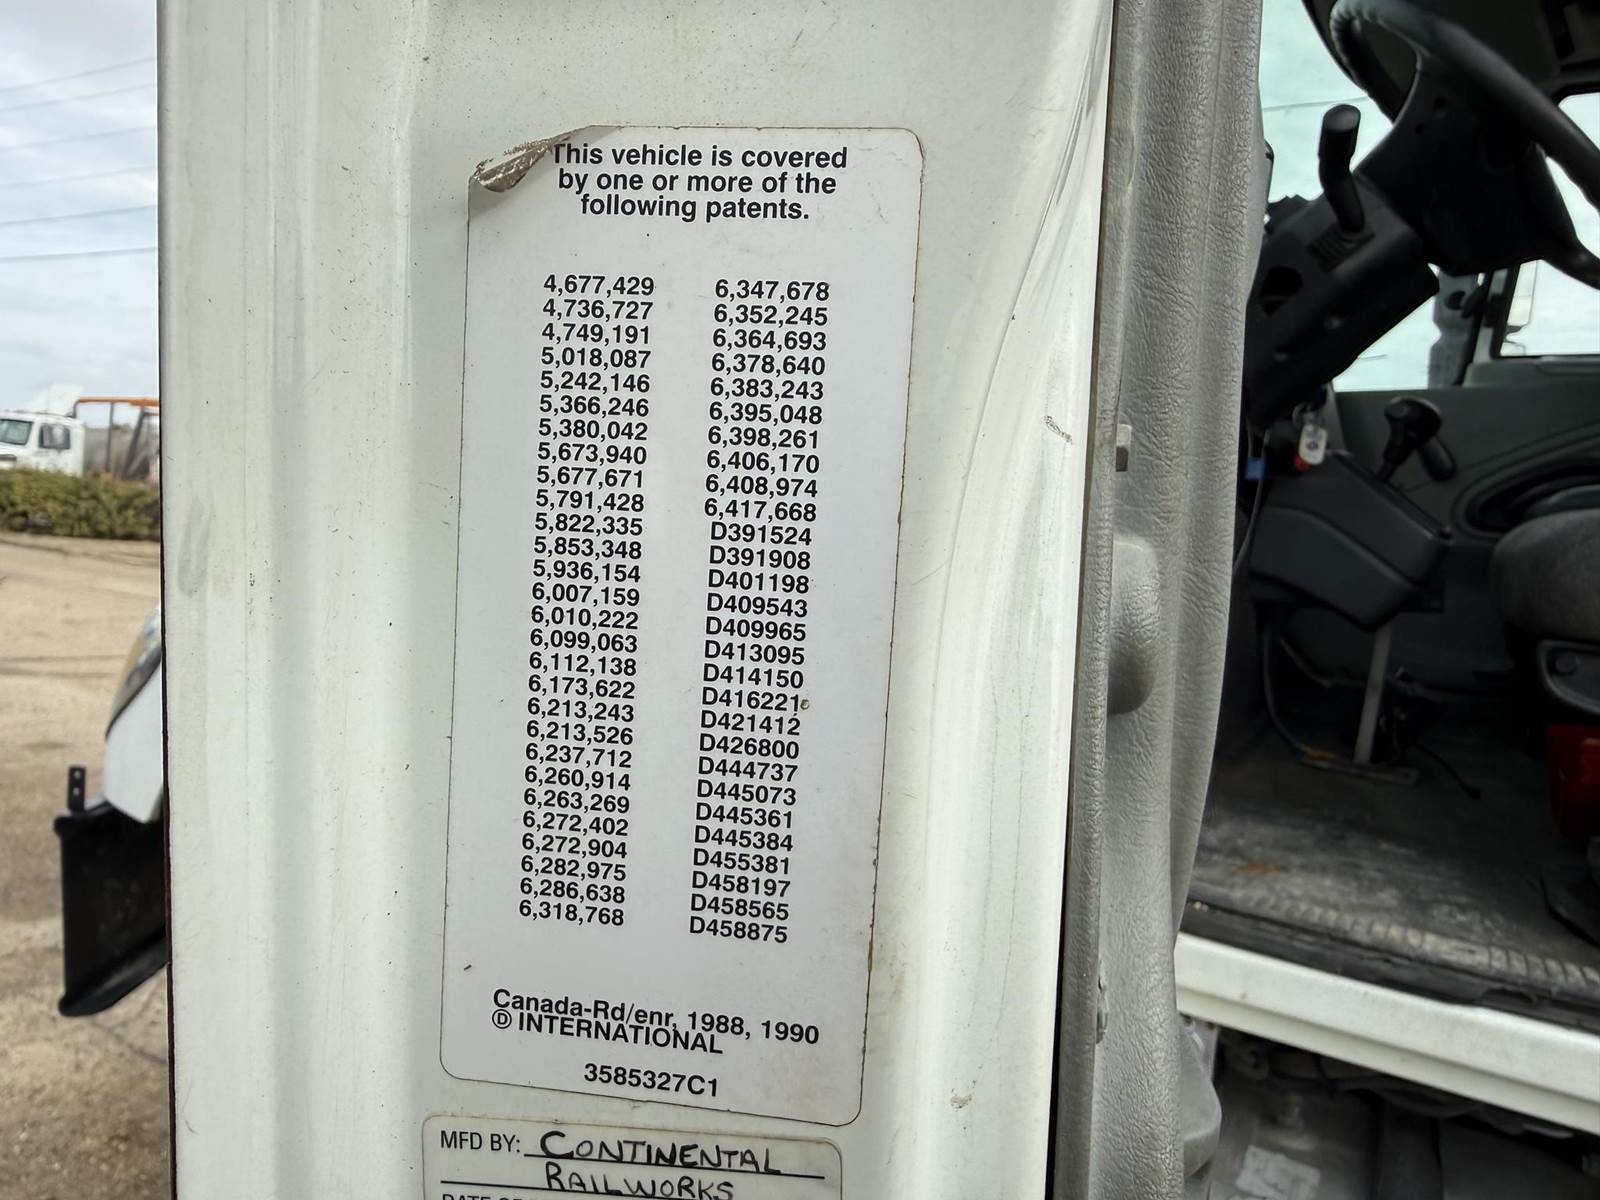 This vehicle is covered
by one or more of the
following patents.
4,677,429
4,736,727
4,749,191
5,018,087
5,242,146
5,366,246
5,380,042
5,673,940
5,677,671
5,791,428
5,822,335
5,853,348
5,936,154
6,007,159
6,010,222
6,099,063
6,112,138
6,173,622
6,213,243
6,213,526
6,237,712
6,260,914
6,263,269
6,272,402
6,272,904
6,282,975
6,286,638
6,318,768
6,347,678
6,352,245
6,364,693
6,378,640
6,383,243
6,395,048
6,398,261
6,406,170
6,408,974
6,417,668
D391524
D391908
D401198
D409543
D409965
D413095
D414150
D416221
D421412
D426800
D444737
D445073
D445361
D445384
D455381
D458197
D458565
D458875
Canada-Rd/enr, 1988, 1990
Ⓓ INTERNATIONAL
3585327C1
MFD BY: CONTINENTAL
RAILWORKS